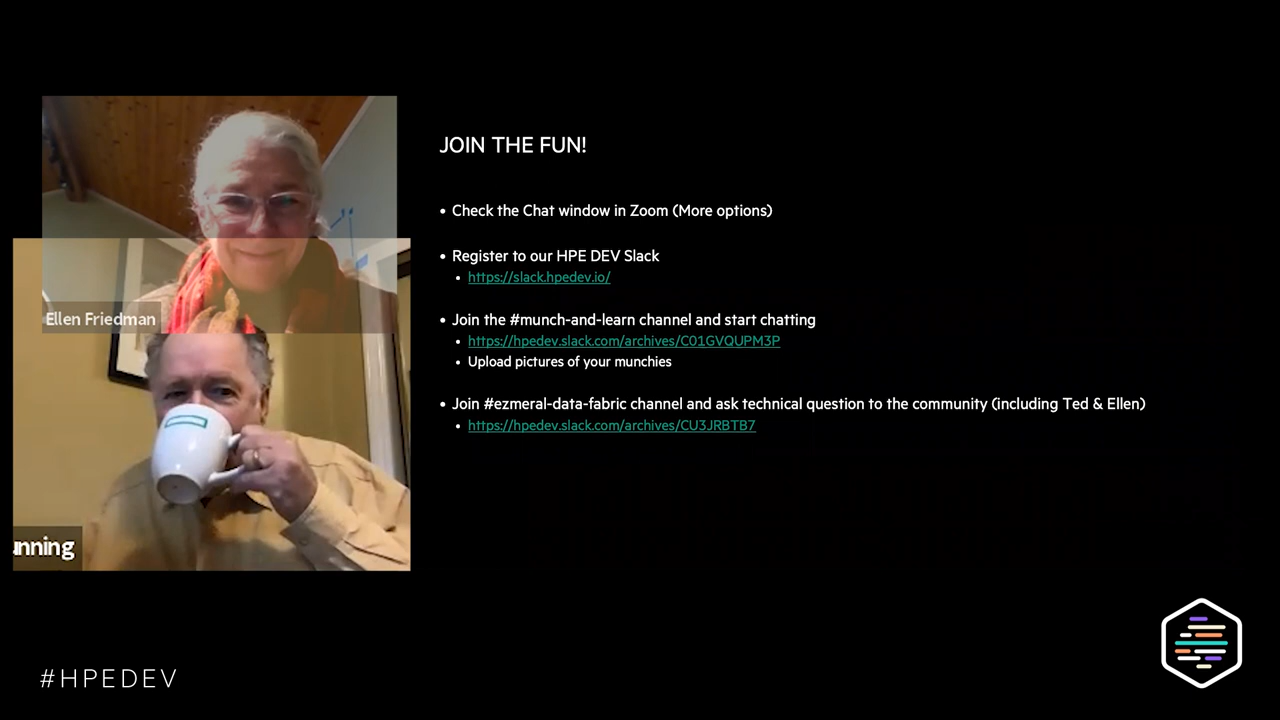 JOIN THE FUN!
• Check the Chat window in Zoom (More options)
• Register to our HPE DEV Slack
• https://slack.hpedev.io/
Ellen Friedman
• Join the #munch-and-learn channel and start chatting
• https://hpedev.slack.com/archives/C01GVQUPM3P
• Upload pictures of your munchies
• Join #ezmeral-data-fabric channel and ask technical question to the community (including Ted & Ellen)
• https://hpedev.slack.com/archives/CU3JRBTB7
unning
#HPEDEV